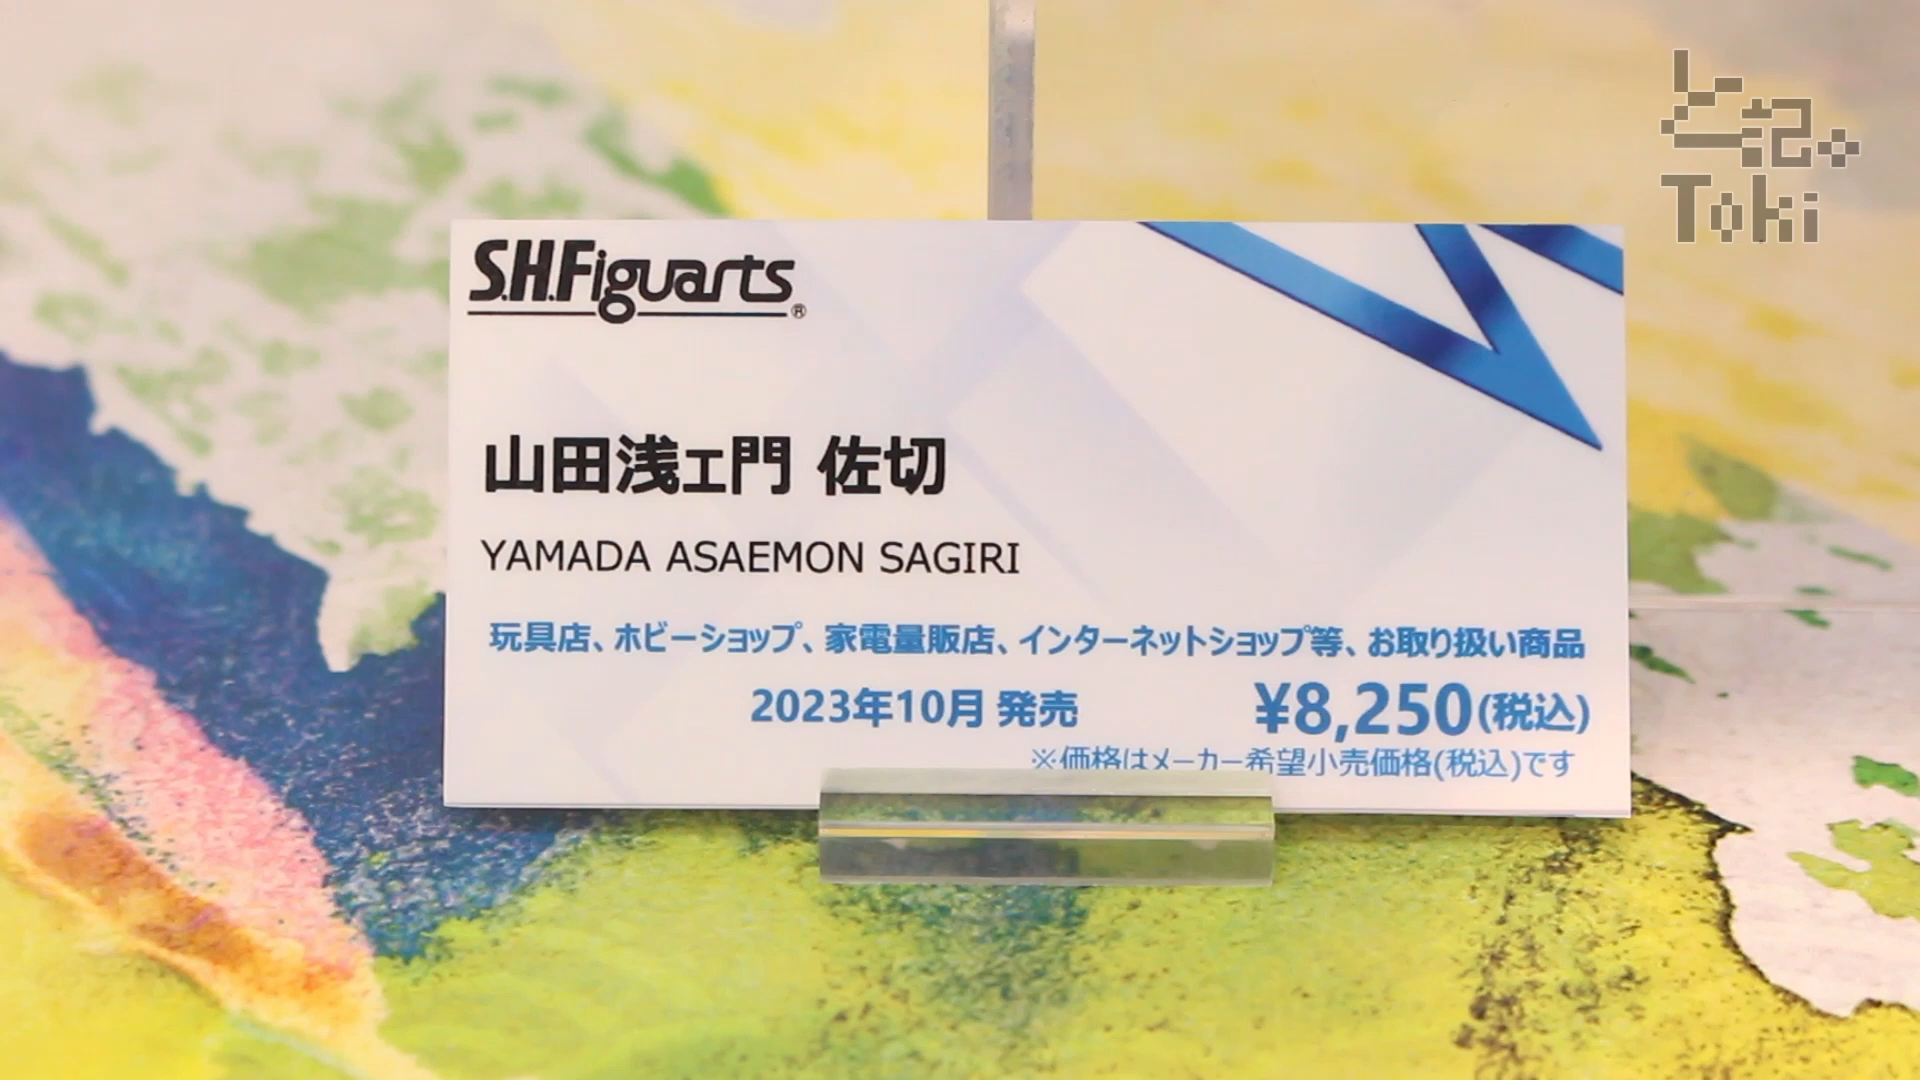 と記。
Toki
S.H.Figuarts®
山田浅ェ門 佐切
YAMADA ASAEMON SAGIRI
玩具店、ホビーショップ、家電量販店、インターネットショップ等、お取り扱い商品
2023年10月 発売 ¥8,250(税込)
※価格はメーカー希望小売価格(税込)です